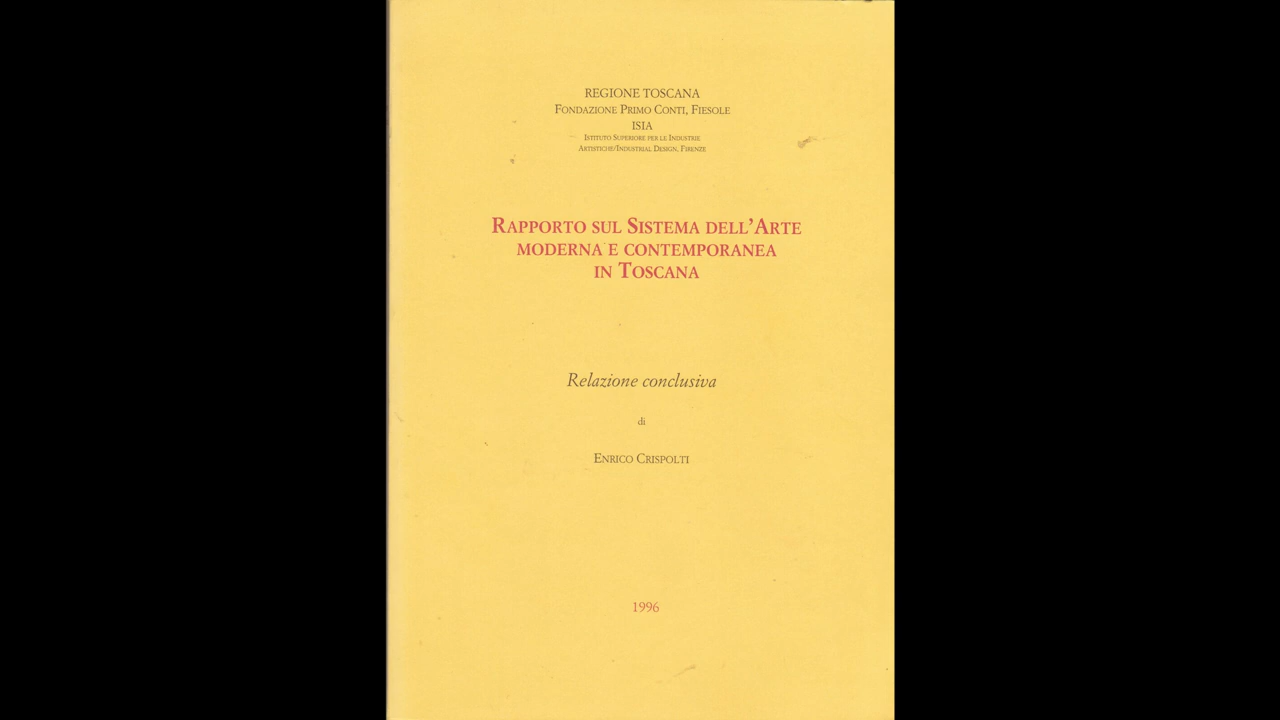 REGIONE TOSCANA
FONDAZIONE PRIMO CONTI, FIESOLE
ISIA
ISTITUTO SUPERIORE PER LE INDUSTRIE
ARTISTICHE/INDUSTRIAL DESIGN. FIRENZE
RAPPORTO SUL SISTEMA DELL'ARTE
MODERNA E CONTEMPORANEA
IN TOSCANA
Relazione conclusiva
di
ENRICO CRISPOLTI
1996